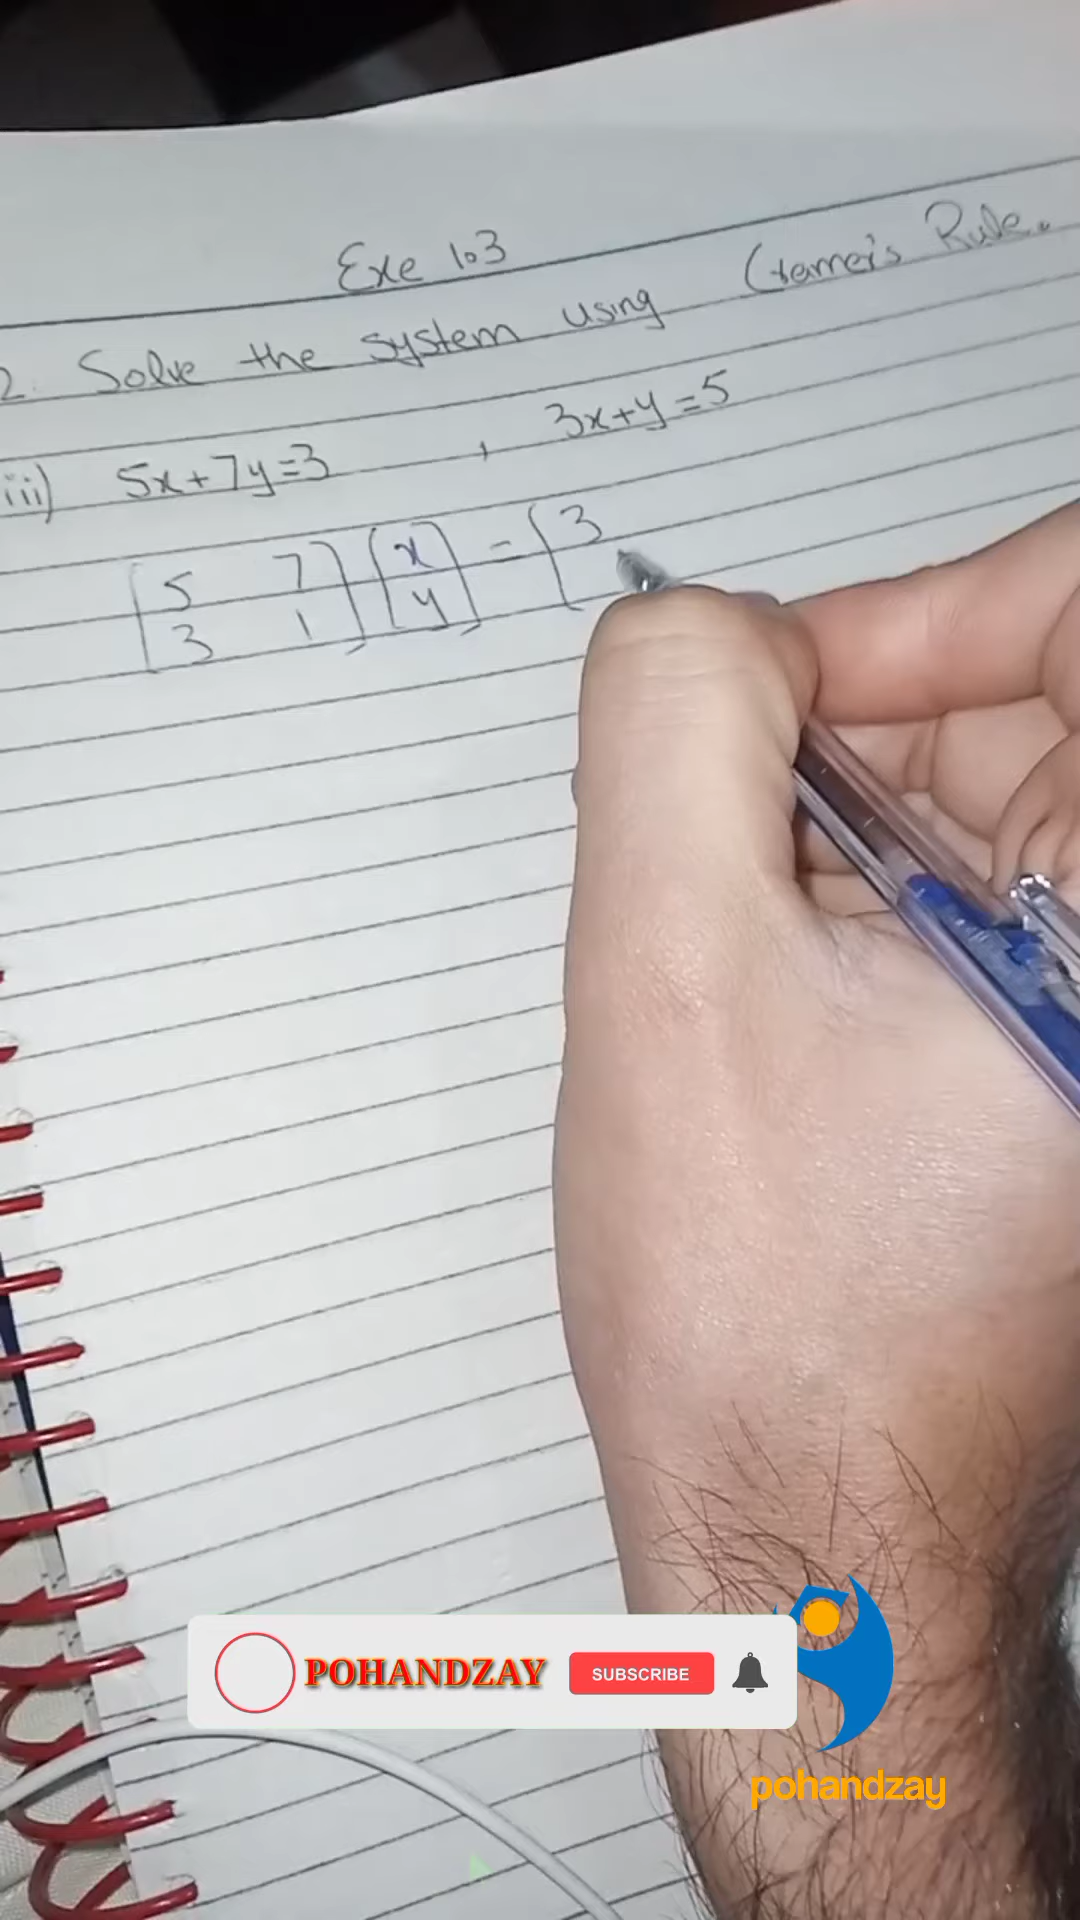 Exe 1.3
2. Solve the system using Cramer's Rule.
iii) 5x+7y=3 , 3x+y=5
[5 7] [x] = [3
[3 1] [y]
POHANDZAY SUBSCRIBE
pohandzay